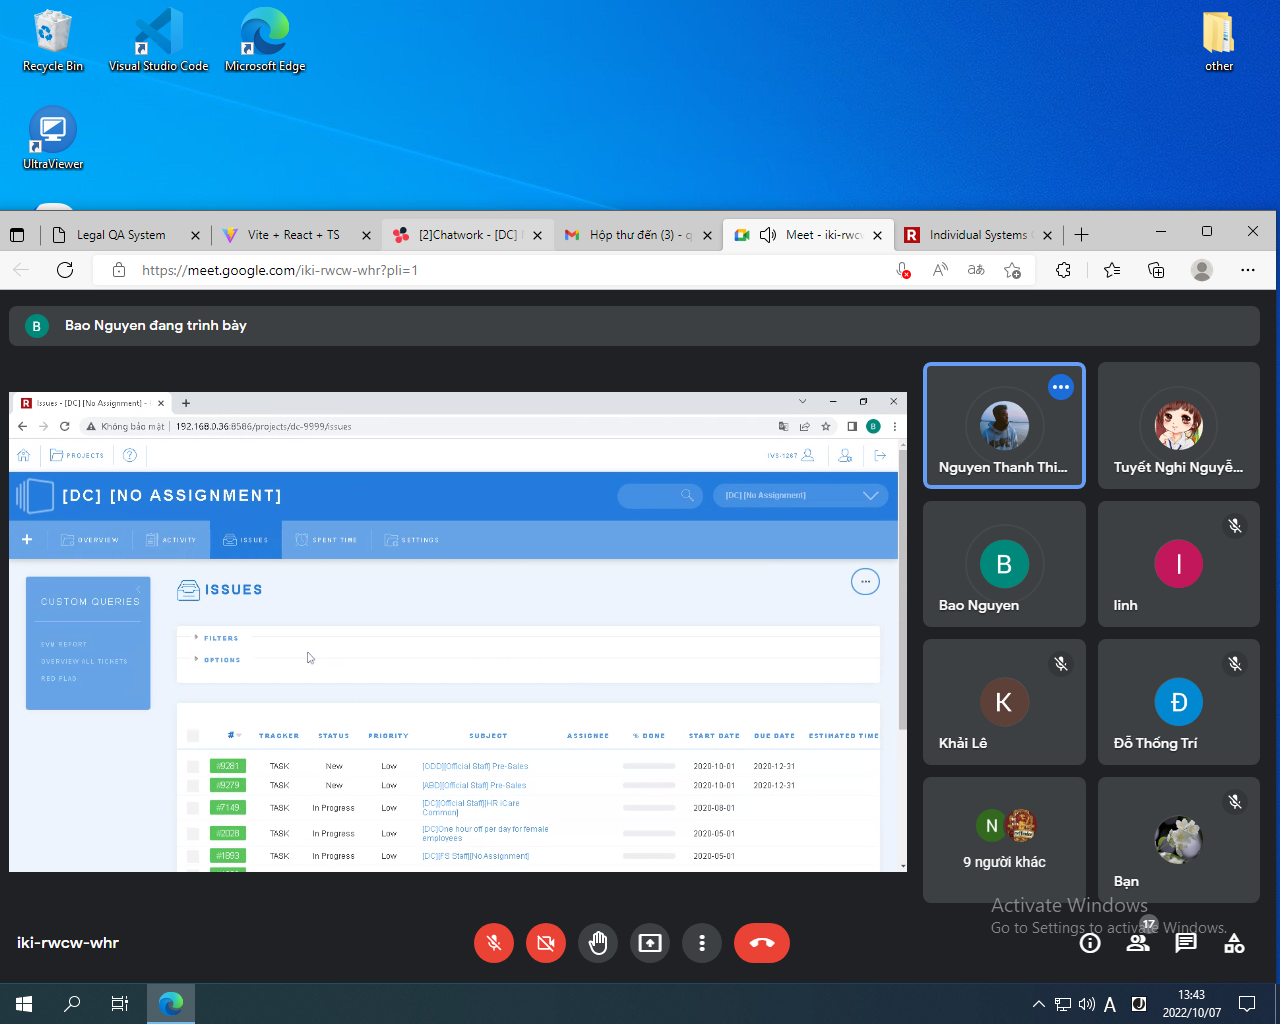 Recycle Bin
Visual Studio Code
Microsoft Edge
other
UltraViewer
Legal QA System
Vite + React + TS
[2]Chatwork - [DC]
Hộp thư đến (3) - q
Meet - iki-rwcw
Individual Systems
https://meet.google.com/iki-rwcw-whr?pli=1
B
Bao Nguyen đang trình bày
Issues - [DC] [No Assignment] -
Không bảo mật
192.168.0.36:8586/projects/dc-9999/issues
B
PROJECTS
IVS-1267
[DC] [NO ASSIGNMENT]
[DC] [No Assignment]
OVERVIEW
ACTIVITY
ISSUES
SPENT TIME
SETTINGS
CUSTOM QUERIES
EVM REPORT
OVERVIEW ALL TICKETS
RED FLAG
ISSUES
FILTERS
OPTIONS
# TRACKER STATUS PRIORITY SUBJECT ASSIGNEE % DONE START DATE DUE DATE ESTIMATED TIME
#9281 TASK New Low [ODD][Official Staff] Pre-Sales 2020-10-01 2020-12-31
#9279 TASK New Low [ABD][Official Staff] Pre-Sales 2020-10-01 2020-12-31
#7149 TASK In Progress Low [DC][Official Staff][HR iCare Common] 2020-08-01
#2028 TASK In Progress Low [DC]One hour off per day for female employees 2020-05-01
#1893 TASK In Progress Low [DC][FS Staff][No Assignment] 2020-05-01
Nguyen Thanh Thi...
Tuyết Nghi Nguyễ...
B
Bao Nguyen
l
linh
K
Khải Lê
Đ
Đỗ Thống Trí
N
9 người khác
Bạn
Activate Windows
Go to Settings to activate Windows.
iki-rwcw-whr
17
A
J
13:43
2022/10/07